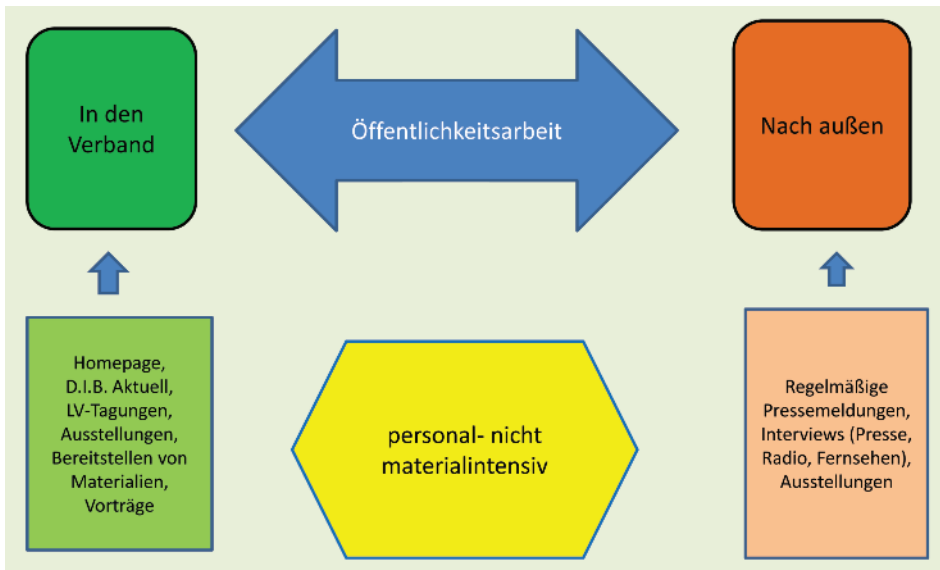 In den
Verband
Öffentlichkeitsarbeit
Nach außen
Homepage,
D.I.B. Aktuell,
LV-Tagungen,
Ausstellungen,
Bereitstellen von
Materialien,
Vorträge
personal- nicht
materialintensiv
Regelmäßige
Pressemeldungen,
Interviews (Presse,
Radio, Fernsehen),
Ausstellungen